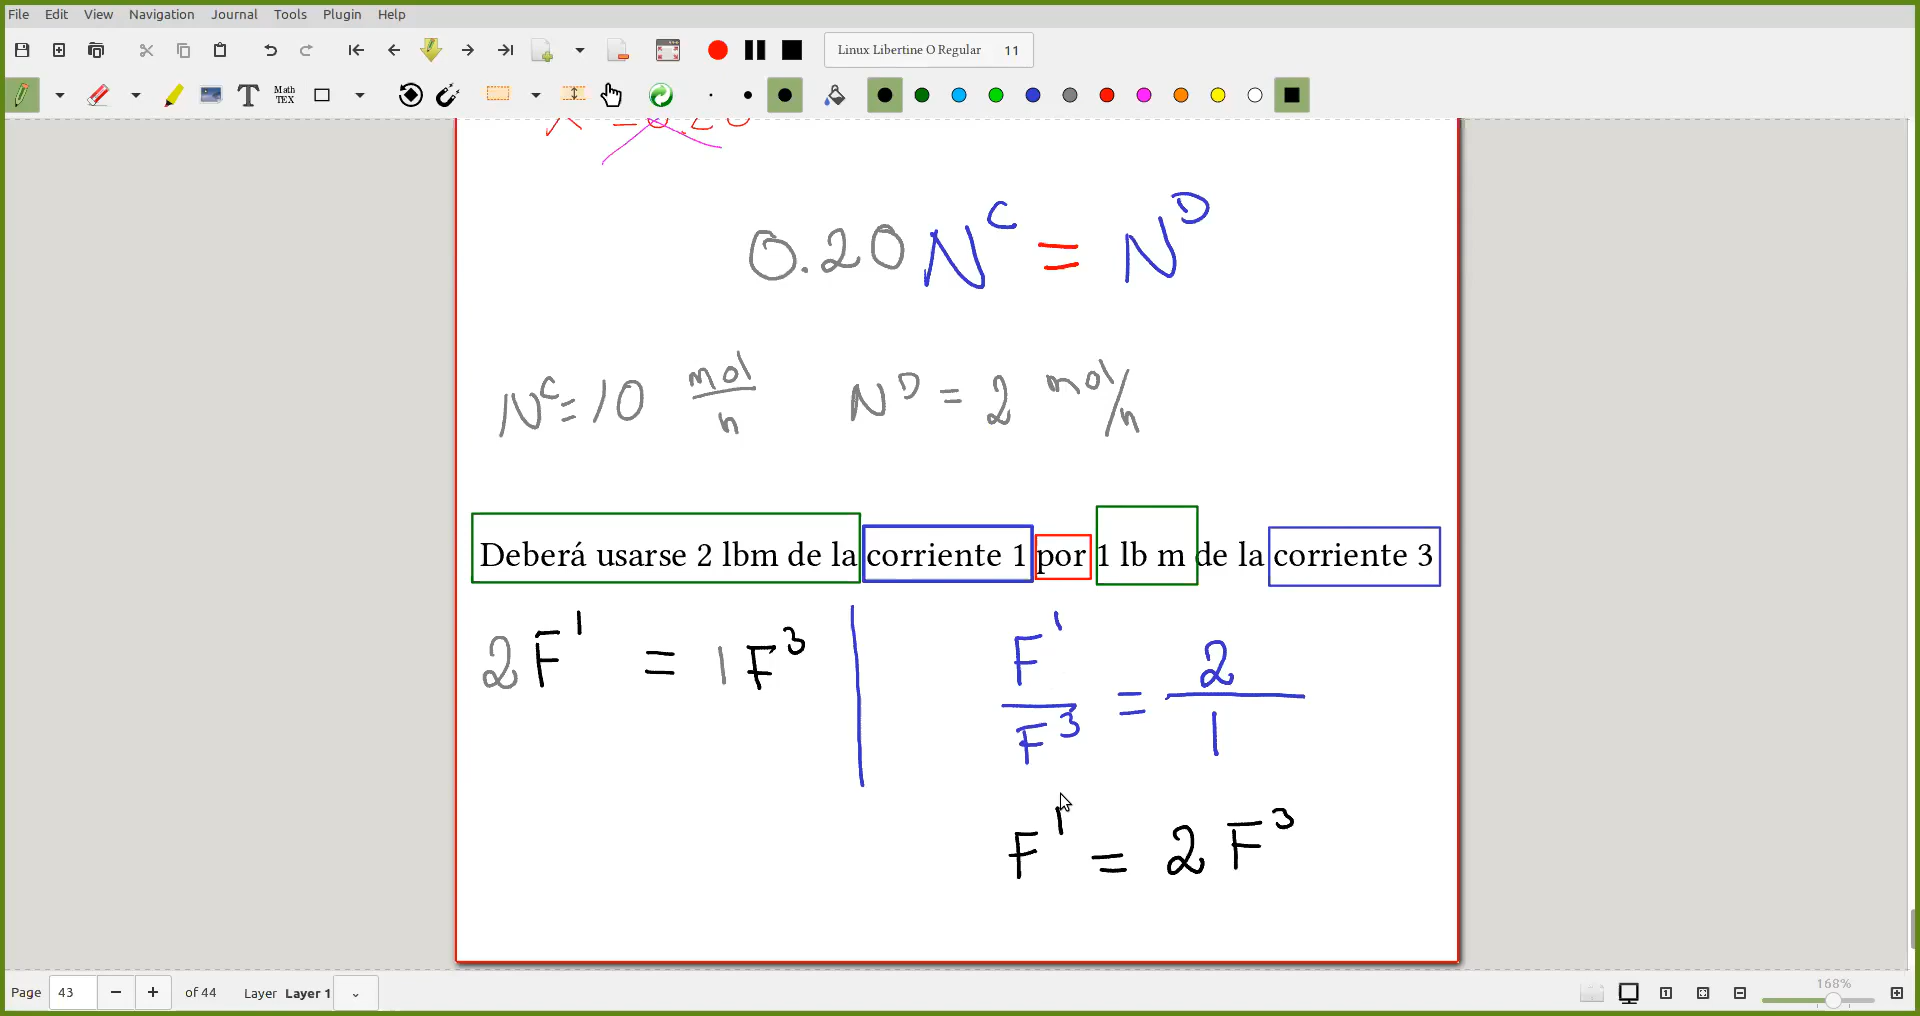 File Edit View Navigation Journal Tools Plugin Help
Linux Libertine O Regular 11
Math TEX
0.20 N^C = N^D
N^C = 10 mol/h N^D = 2 mol/h
Deberá usarse 2 lbm de la corriente 1 por 1 lb m de la corriente 3
2F^1 = 1F^3
F^1/F^3 = 2/1
F^1 = 2F^3
Page 43 of 44 Layer Layer 1 168%